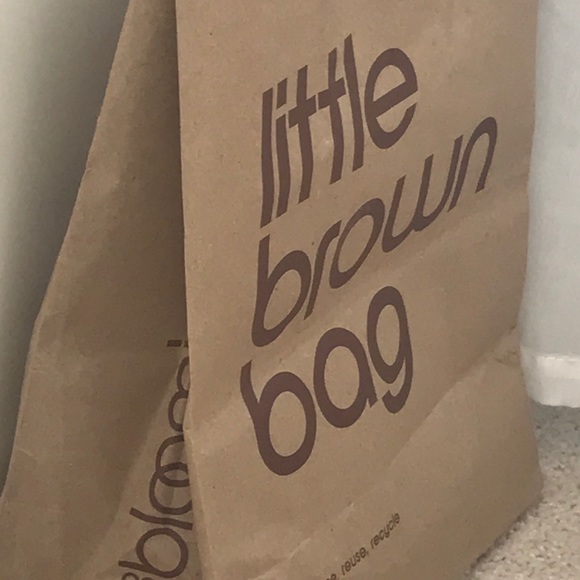 little
brown
bag
reuse, recycle